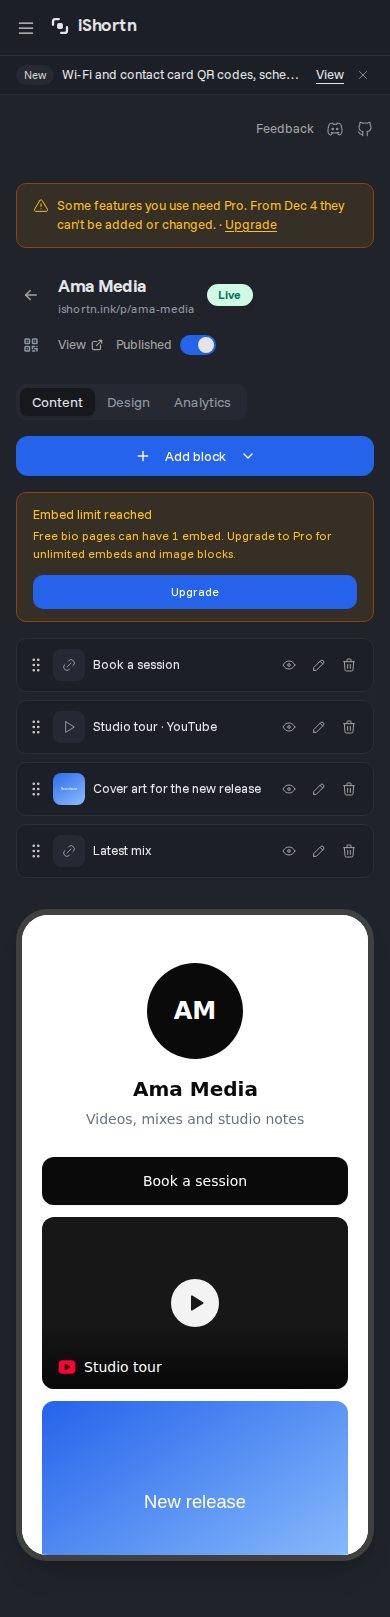 iShortn
New
Wi-Fi and contact card QR codes, sche...
View
Feedback
Some features you use need Pro. From Dec 4 they
can't be added or changed. · Upgrade
Ama Media
ishortn.ink/p/ama-media
Live
View
Published
Content
Design
Analytics
Add block
Embed limit reached
Free bio pages can have 1 embed. Upgrade to Pro for
unlimited embeds and image blocks.
Upgrade
Book a session
Studio tour · YouTube
Cover art for the new release
Latest mix
AM
Ama Media
Videos, mixes and studio notes
Book a session
Studio tour
New release